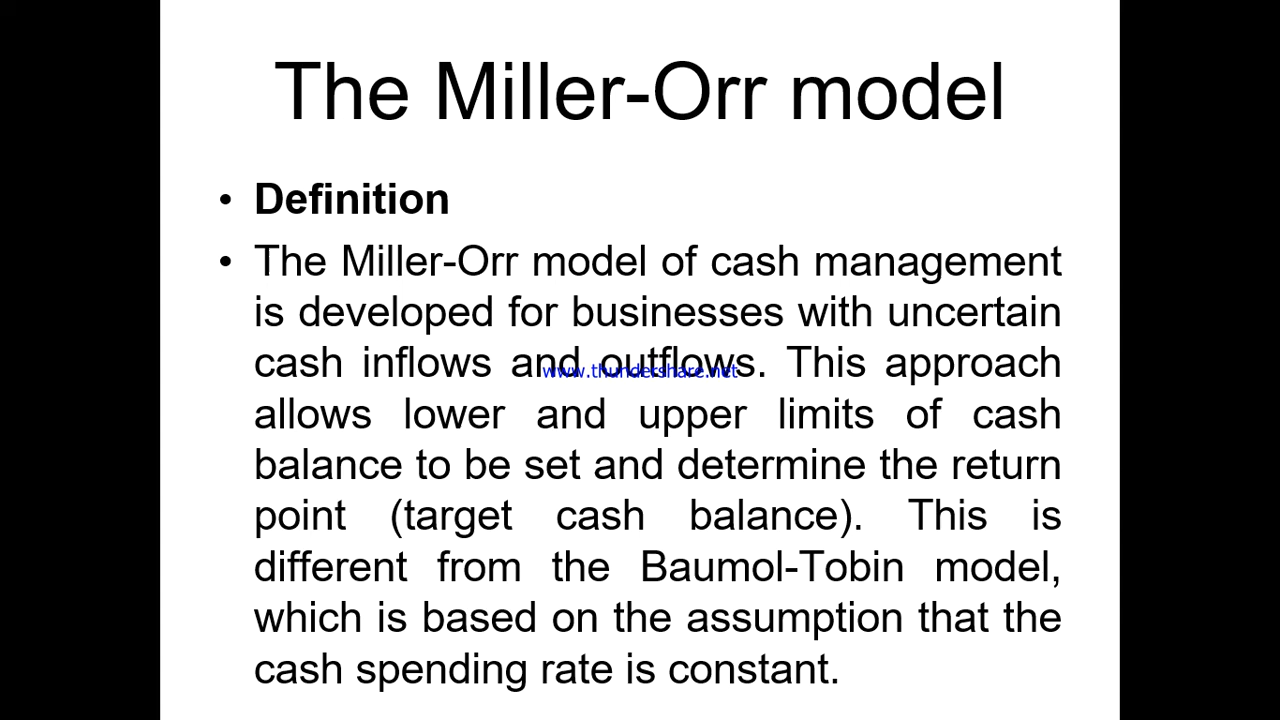 The Miller-Orr model
• Definition
• The Miller-Orr model of cash management
is developed for businesses with uncertain
cash inflows and outflows. This approach
www.thundershare.net
allows lower and upper limits of cash
balance to be set and determine the return
point (target cash balance). This is
different from the Baumol-Tobin model,
which is based on the assumption that the
cash spending rate is constant.